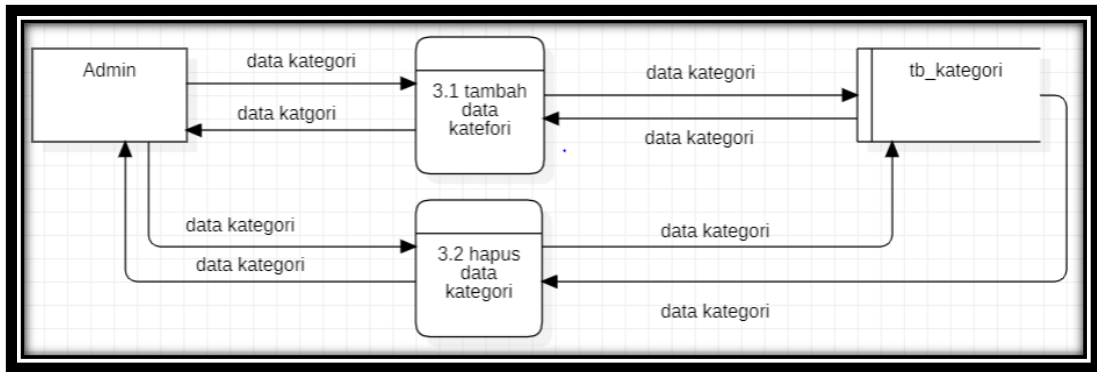 Admin
data kategori
data katgori
3.1 tambah
data
katefori
data kategori
data kategori
tb_kategori
data kategori
data kategori
3.2 hapus
data
kategori
data kategori
data kategori